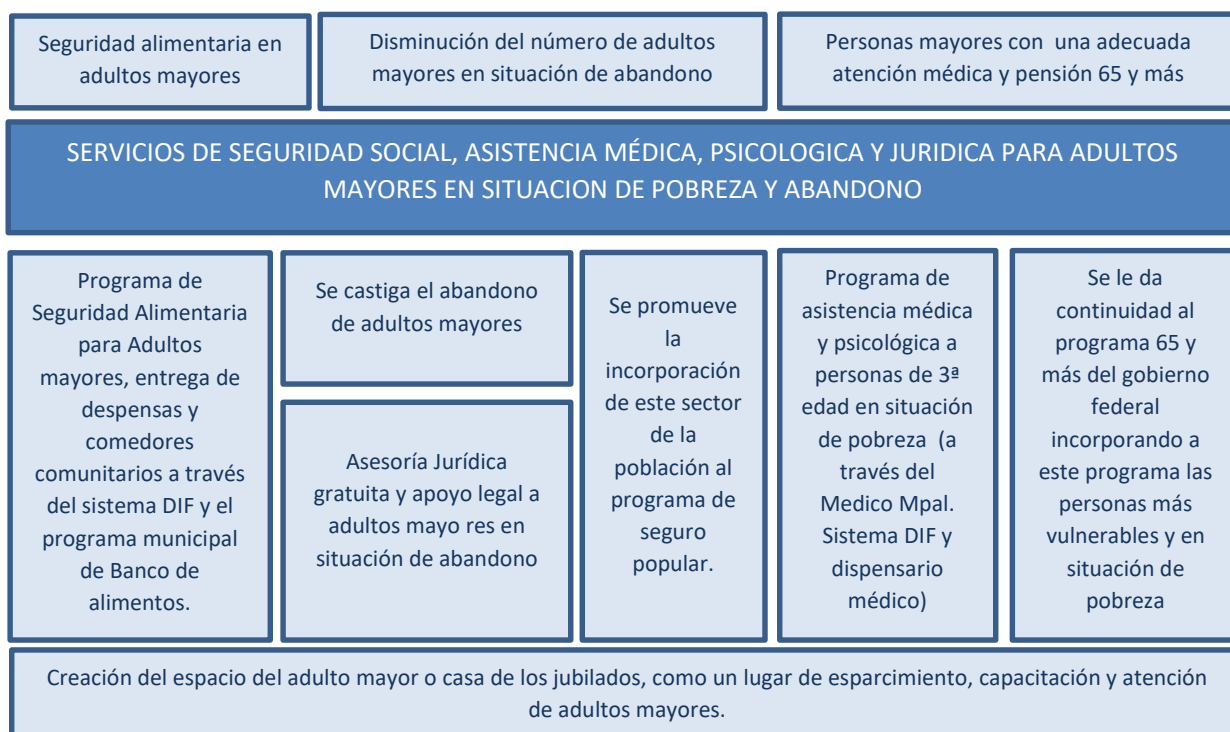 Seguridad alimentaria en
adultos mayores
Disminución del número de adultos
mayores en situación de abandono
Personas mayores con una adecuada
atención médica y pensión 65 y más
SERVICIOS DE SEGURIDAD SOCIAL, ASISTENCIA MÉDICA, PSICOLOGICA Y JURIDICA PARA ADULTOS
MAYORES EN SITUACION DE POBREZA Y ABANDONO
Programa de
Seguridad Alimentaria
para Adultos
mayores, entrega de
despensas y
comedores
comunitarios a través
del sistema DIF y el
programa municipal
de Banco de
alimentos.
Se castiga el abandono
de adultos mayores
Asesoría Jurídica
gratuita y apoyo legal a
adultos mayo res en
situación de abandono
Se promueve
la
incorporación
de este sector
de la
población al
programa de
seguro
popular.
Programa de
asistencia médica
y psicológica a
personas de 3ª
edad en situación
de pobreza (a
través del
Medico Mpal.
Sistema DIF y
dispensario
médico)
Se le da
continuidad al
programa 65 y
más del gobierno
federal
incorporando a
este programa las
personas más
vulnerables y en
situación de
pobreza
Creación del espacio del adulto mayor o casa de los jubilados, como un lugar de esparcimiento, capacitación y atención
de adultos mayores.